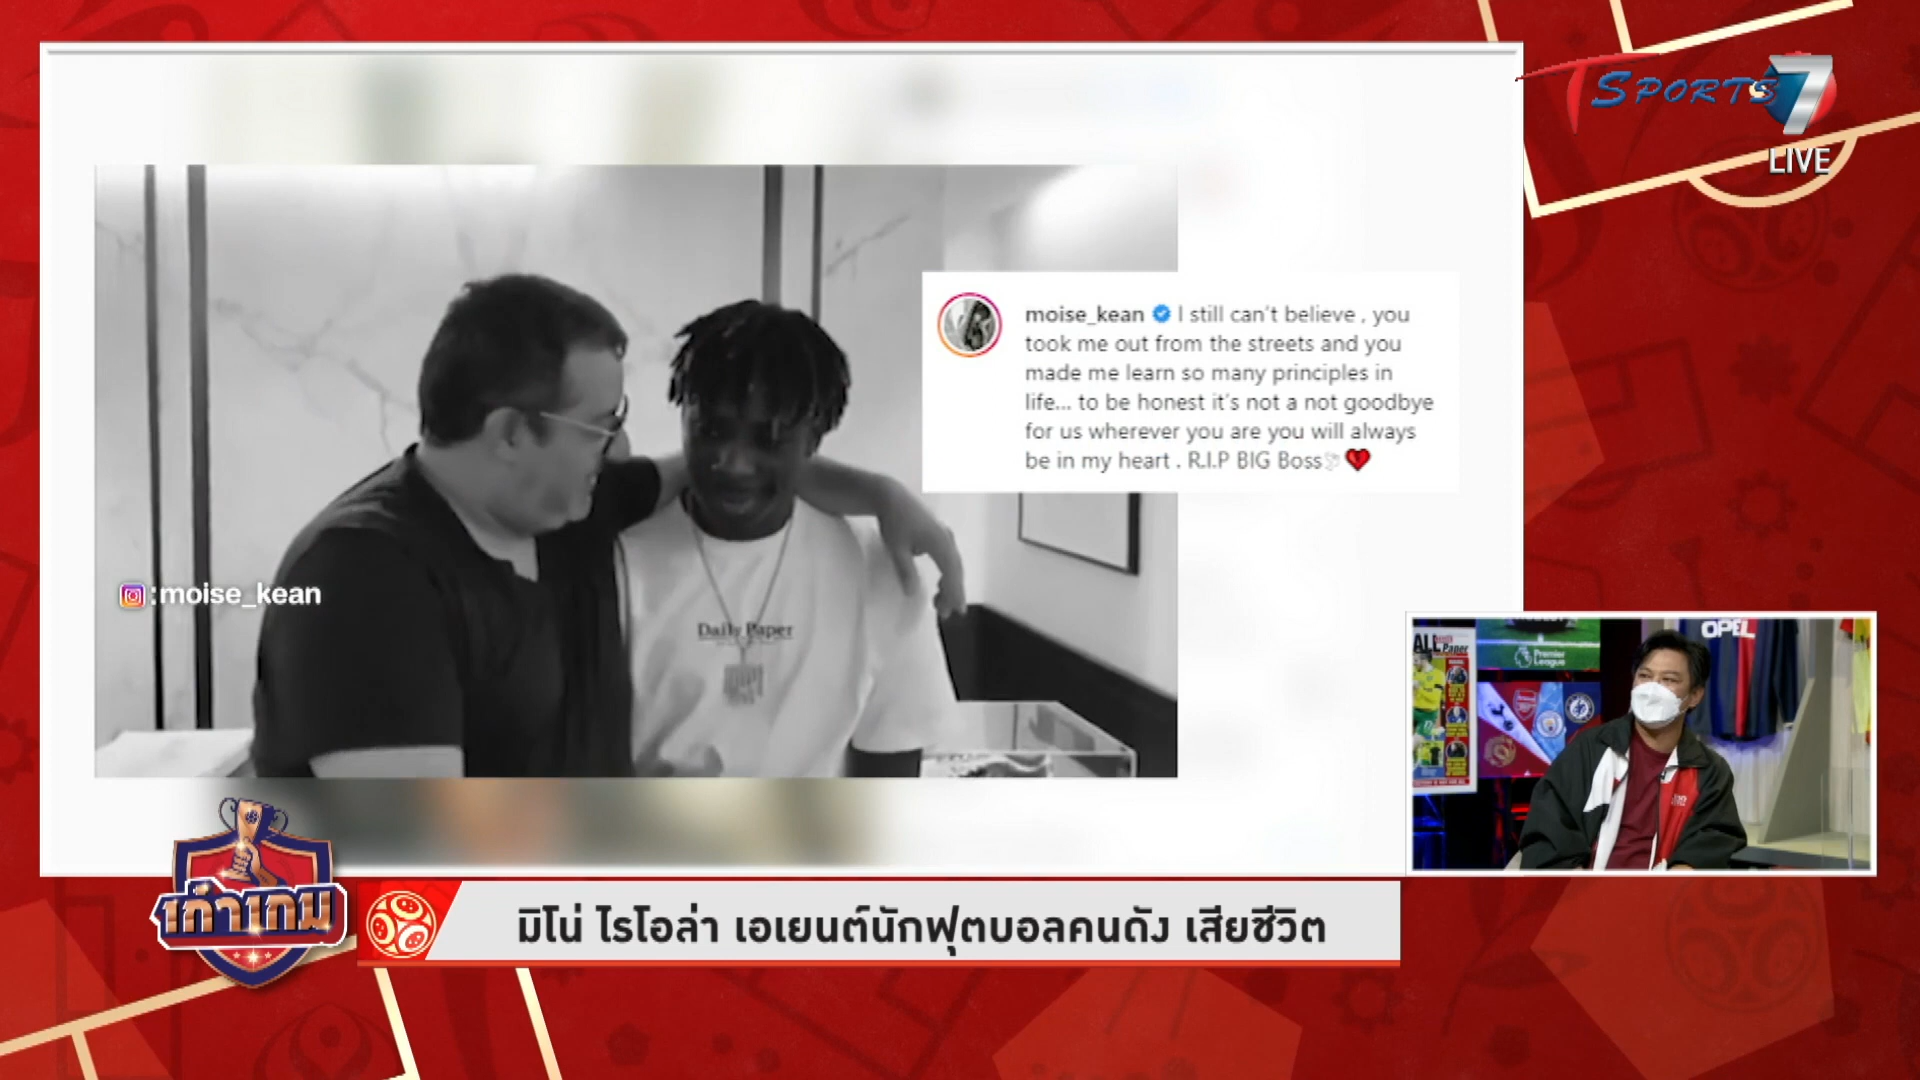 T SPORTS 7
LIVE
moise_kean I still can't believe , you
took me out from the streets and you
made me learn so many principles in
life... to be honest it's not a not goodbye
for us wherever you are you will always
be in my heart . R.I.P BIG Boss
:moise_kean
Daily Paper
OPEL
ALL
Paper
Premier
League
เก๋าเกม
มิโน่ ไรโอล่า เอเยนต์นักฟุตบอลคนดัง เสียชีวิต